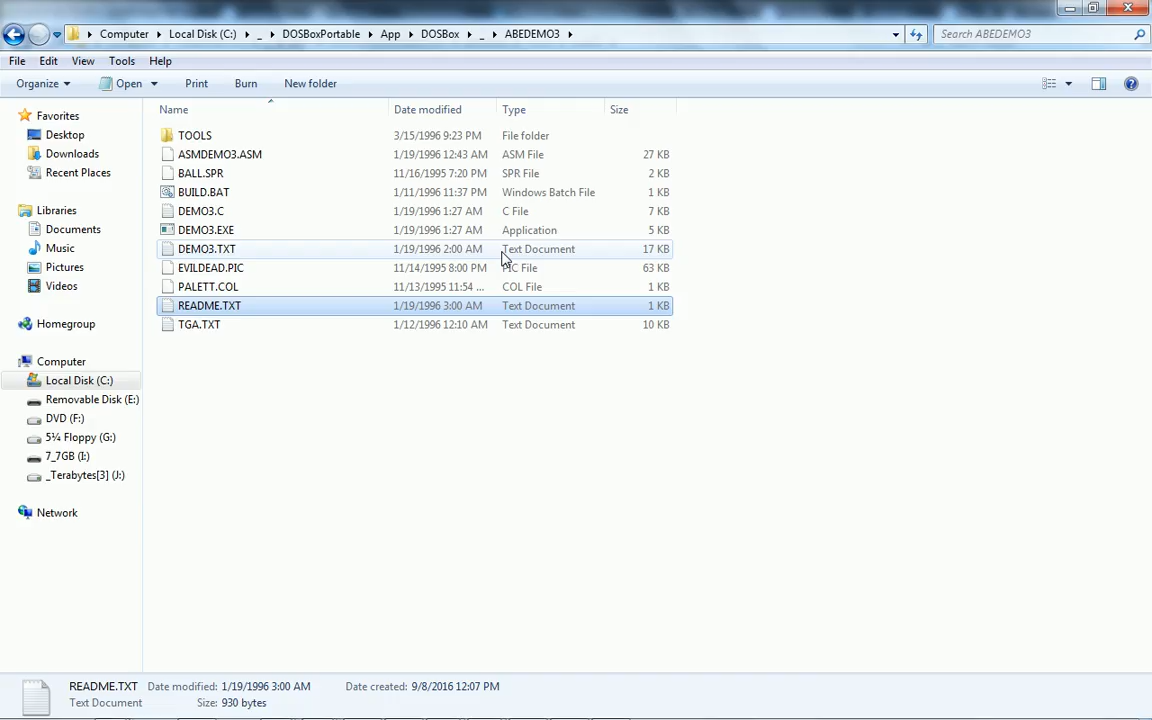 Computer Local Disk (C:) _ DOSBoxPortable App DOSBox _ ABEDEMO3 Search ABEDEMO3
File Edit View Tools Help
Organize Open Print Burn New folder
Name Date modified Type Size
Favorites
Desktop
Downloads
Recent Places
Libraries
Documents
Music
Pictures
Videos
Homegroup
Computer
Local Disk (C:)
Removable Disk (E:)
DVD (F:)
5¼ Floppy (G:)
7_7GB (I:)
_Terabytes[3] (J:)
Network
TOOLS 3/15/1996 9:23 PM File folder
ASMDEMO3.ASM 1/19/1996 12:43 AM ASM File 27 KB
BALL.SPR 11/16/1995 7:20 PM SPR File 2 KB
BUILD.BAT 1/11/1996 11:37 PM Windows Batch File 1 KB
DEMO3.C 1/19/1996 1:27 AM C File 7 KB
DEMO3.EXE 1/19/1996 1:27 AM Application 5 KB
DEMO3.TXT 1/19/1996 2:00 AM Text Document 17 KB
EVILDEAD.PIC 11/14/1995 8:00 PM PIC File 63 KB
PALETT.COL 11/13/1995 11:54 ... COL File 1 KB
README.TXT 1/19/1996 3:00 AM Text Document 1 KB
TGA.TXT 1/12/1996 12:10 AM Text Document 10 KB
README.TXT Date modified: 1/19/1996 3:00 AM Date created: 9/8/2016 12:07 PM
Text Document Size: 930 bytes